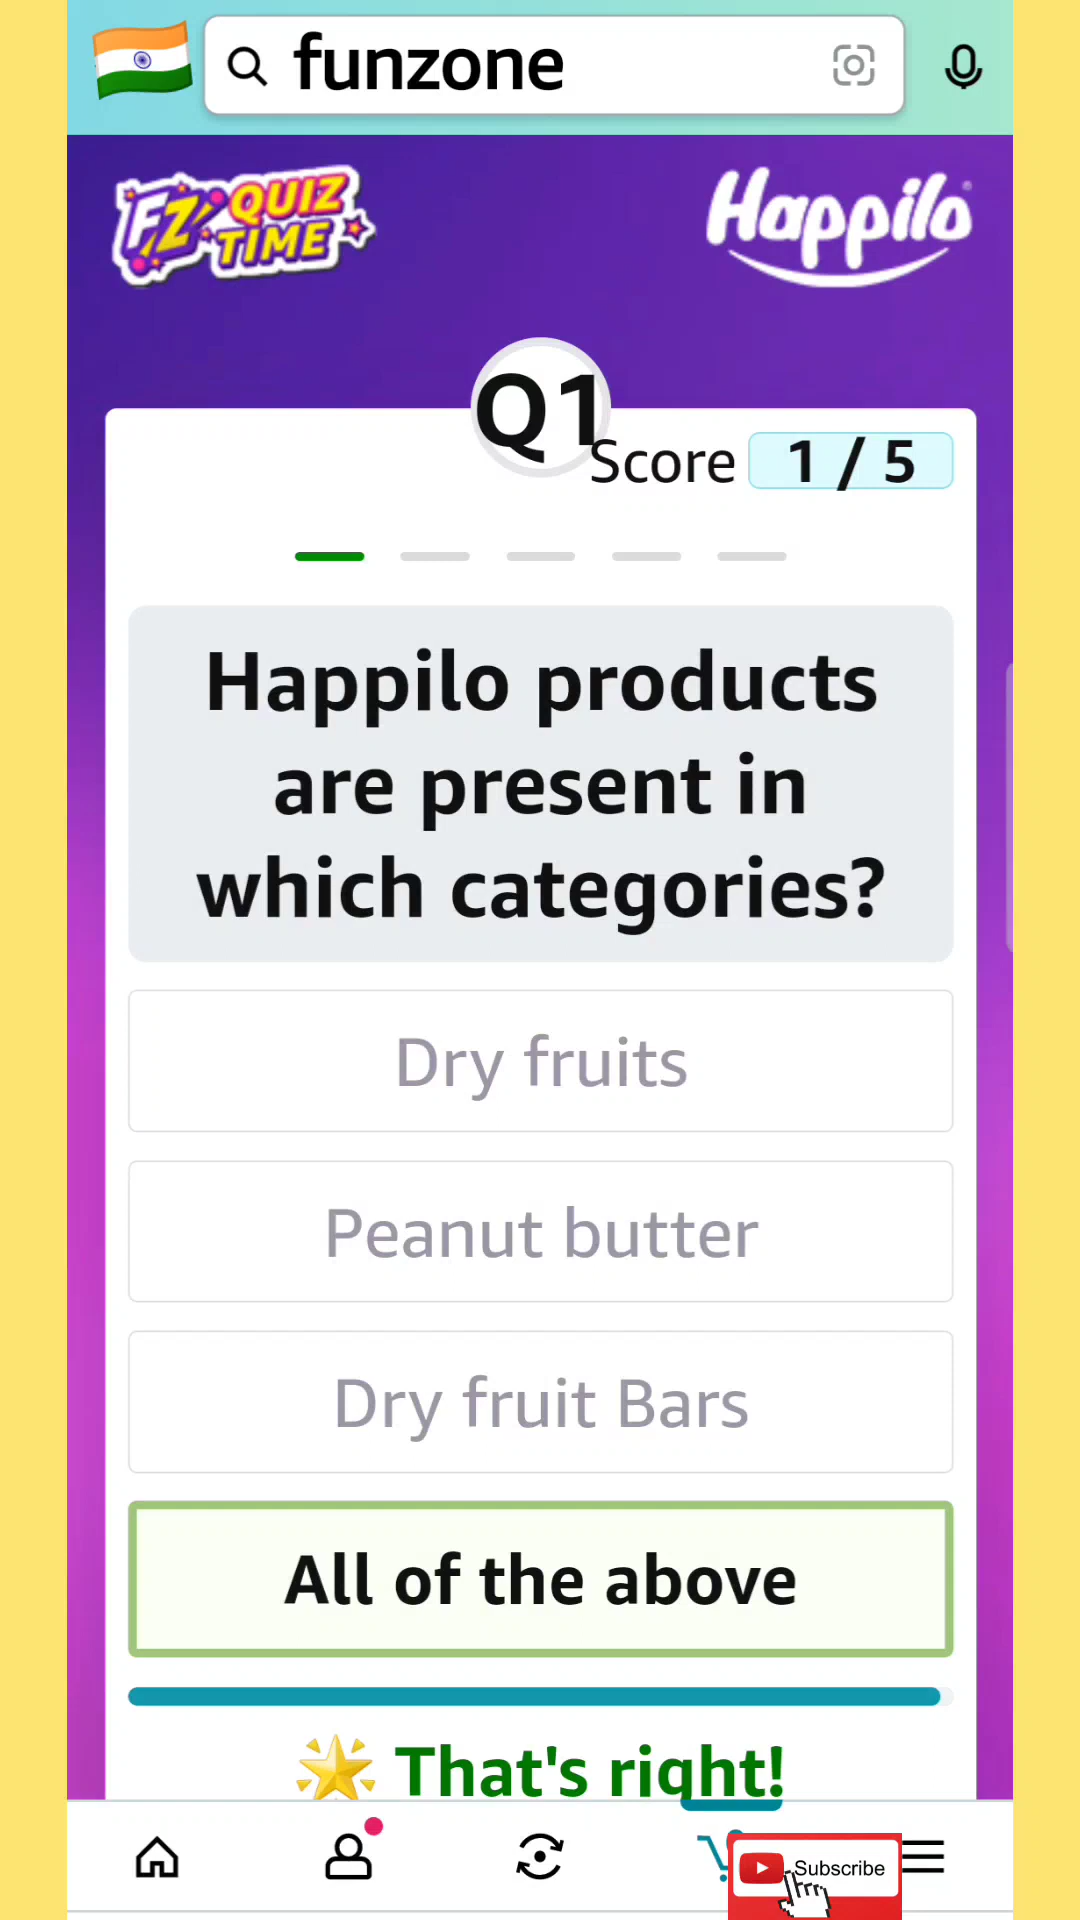 funzone
FZ QUIZ
TIME
Happilo
Q1
Score 1 / 5
Happilo products
are present in
which categories?
Dry fruits
Peanut butter
Dry fruit Bars
All of the above
That's right!
Subscribe